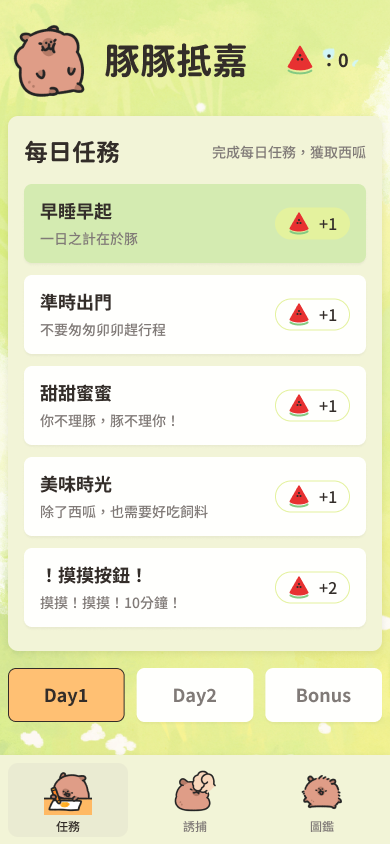 豚豚抵嘉
：0
每日任務
完成每日任務，獲取西呱
早睡早起
一日之計在於豚
+1
準時出門
不要匆匆卯卯趕行程
+1
甜甜蜜蜜
你不理豚，豚不理你！
+1
美味時光
除了西呱，也需要好吃飼料
+1
！摸摸按鈕！
摸摸！摸摸！10分鐘！
+2
Day1
Day2
Bonus
任務
誘捕
圖鑑